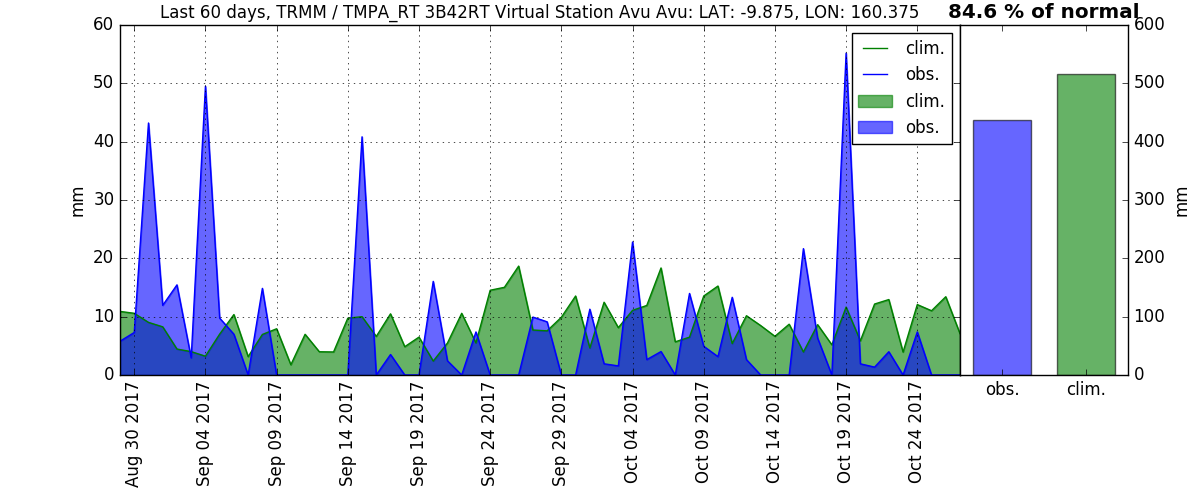 Last 60 days, TRMM / TMPA_RT 3B42RT Virtual Station Avu Avu: LAT: -9.875, LON: 160.375
84.6 % of normal
60
50
40
30
20
10
0
mm
clim.
obs.
clim.
obs.
600
500
400
300
200
100
0
mm
Aug 30 2017
Sep 04 2017
Sep 09 2017
Sep 14 2017
Sep 19 2017
Sep 24 2017
Sep 29 2017
Oct 04 2017
Oct 09 2017
Oct 14 2017
Oct 19 2017
Oct 24 2017
obs.
clim.